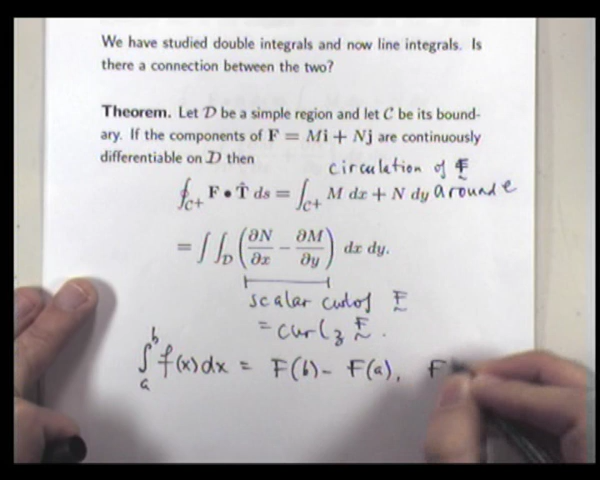 We have studied double integrals and now line integrals. Is
there a connection between the two?
Theorem. Let 𝒟 be a simple region and let 𝒞 be its bound-
ary. If the components of F = Mi + Nj are continuously
differentiable on 𝒟 then
circulation of F̰
∮C+ F • T̂ ds = ∫C+ M dx + N dy around C
= ∫∫D (∂N/∂x − ∂M/∂y) dx dy.
scalar curl of F̰
= curl₃ F̰.
∫ₐᵇ f(x)dx = F(b) - F(a), F